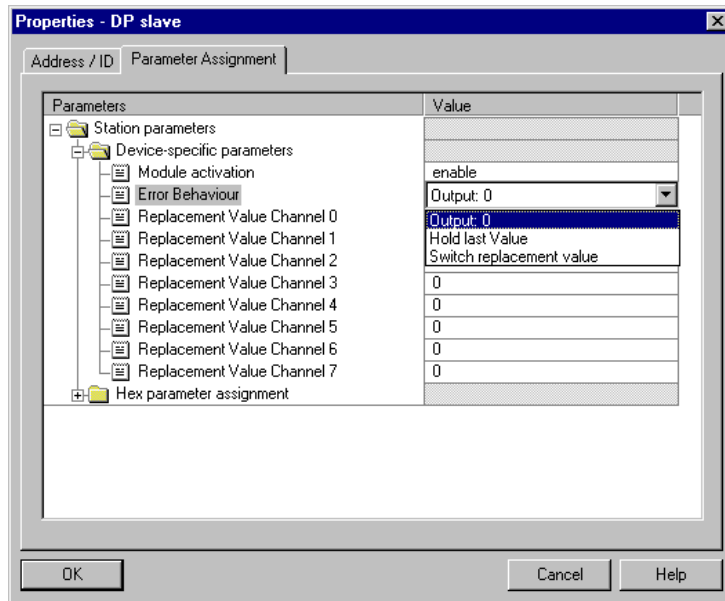 Properties - DP slave
Address / ID Parameter Assignment
Parameters Value
Station parameters
Device-specific parameters
Module activation enable
Error Behaviour Output: 0
Replacement Value Channel 0 Output: 0
Replacement Value Channel 1 Hold last Value
Replacement Value Channel 2 Switch replacement value
Replacement Value Channel 3 0
Replacement Value Channel 4 0
Replacement Value Channel 5 0
Replacement Value Channel 6 0
Replacement Value Channel 7 0
Hex parameter assignment
OK Cancel Help